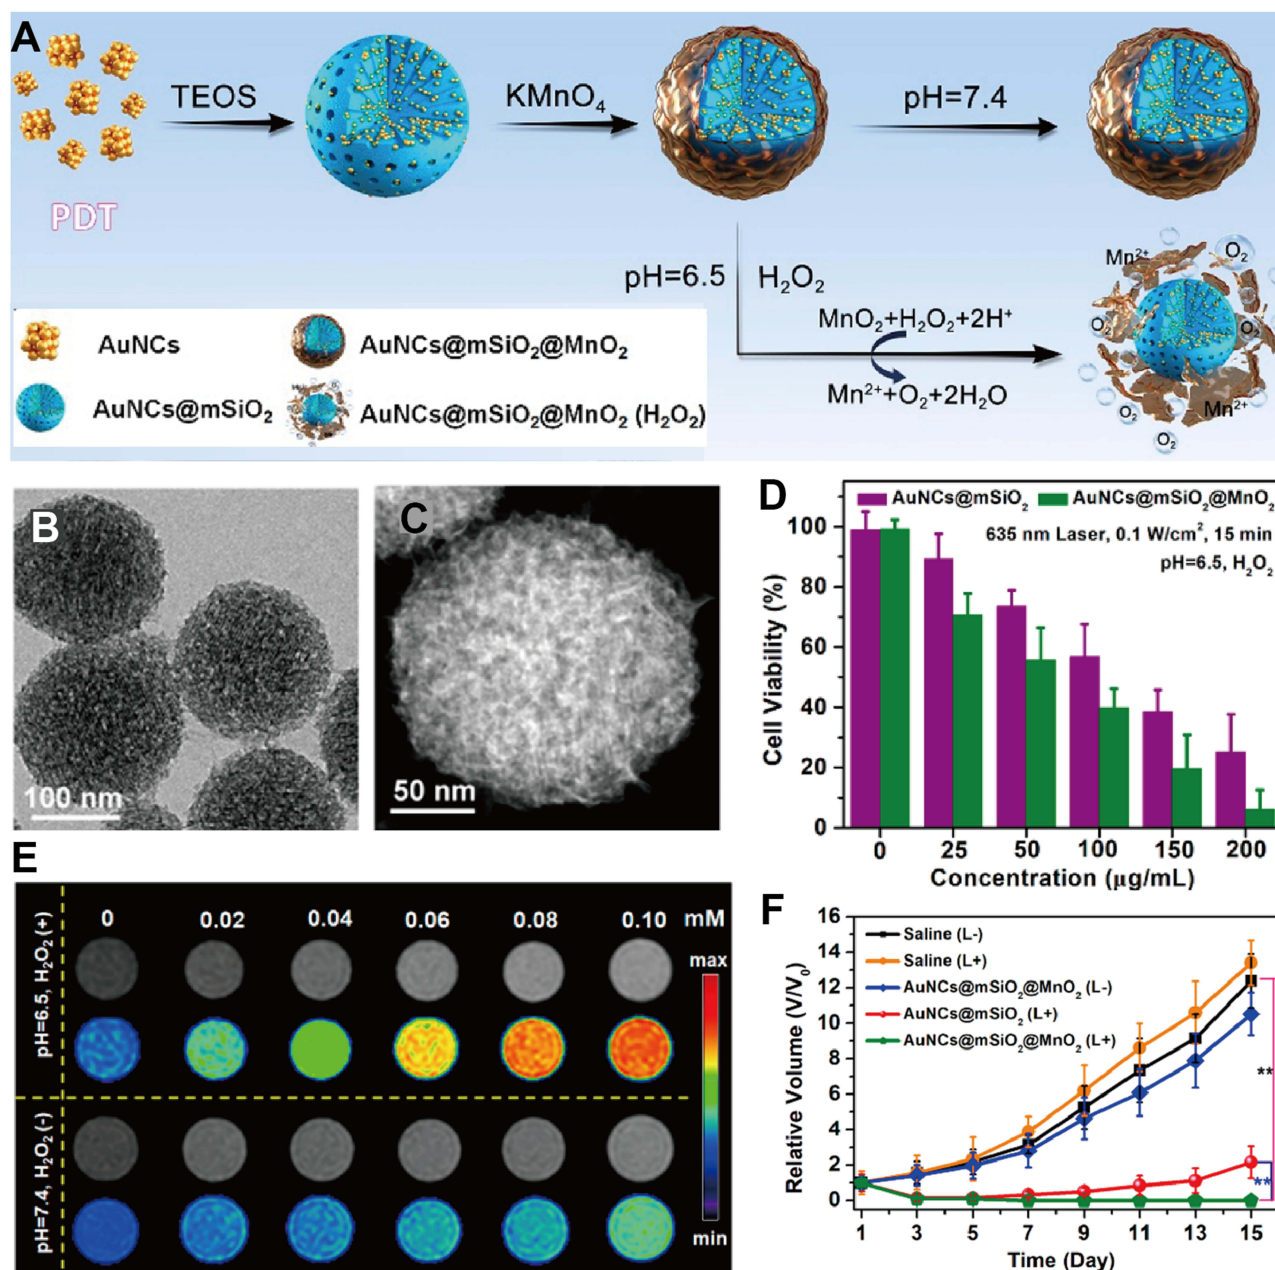 A
TEOS
KMnO₄
pH=7.4
PDT
pH=6.5
H₂O₂
MnO₂+H₂O₂+2H⁺
Mn²⁺+O₂+2H₂O
Mn²⁺
O₂
O₂
O₂
O₂
O₂
Mn²⁺
AuNCs
AuNCs@mSiO₂@MnO₂
AuNCs@mSiO₂
AuNCs@mSiO₂@MnO₂ (H₂O₂)
B
100 nm
C
50 nm
D
AuNCs@mSiO₂
AuNCs@mSiO₂@MnO₂
635 nm Laser, 0.1 W/cm², 15 min
pH=6.5, H₂O₂
Cell Viability (%)
100
80
60
40
20
0
0 25 50 100 150 200
Concentration (μg/mL)
E
0 0.02 0.04 0.06 0.08 0.10 mM
pH=6.5, H₂O₂ (+)
pH=7.4, H₂O₂ (-)
max
min
F
Saline (L-)
Saline (L+)
AuNCs@mSiO₂@MnO₂ (L-)
AuNCs@mSiO₂ (L+)
AuNCs@mSiO₂@MnO₂ (L+)
Relative Volume (V/V₀)
16
14
12
10
8
6
4
2
0
**
**
1 3 5 7 9 11 13 15
Time (Day)